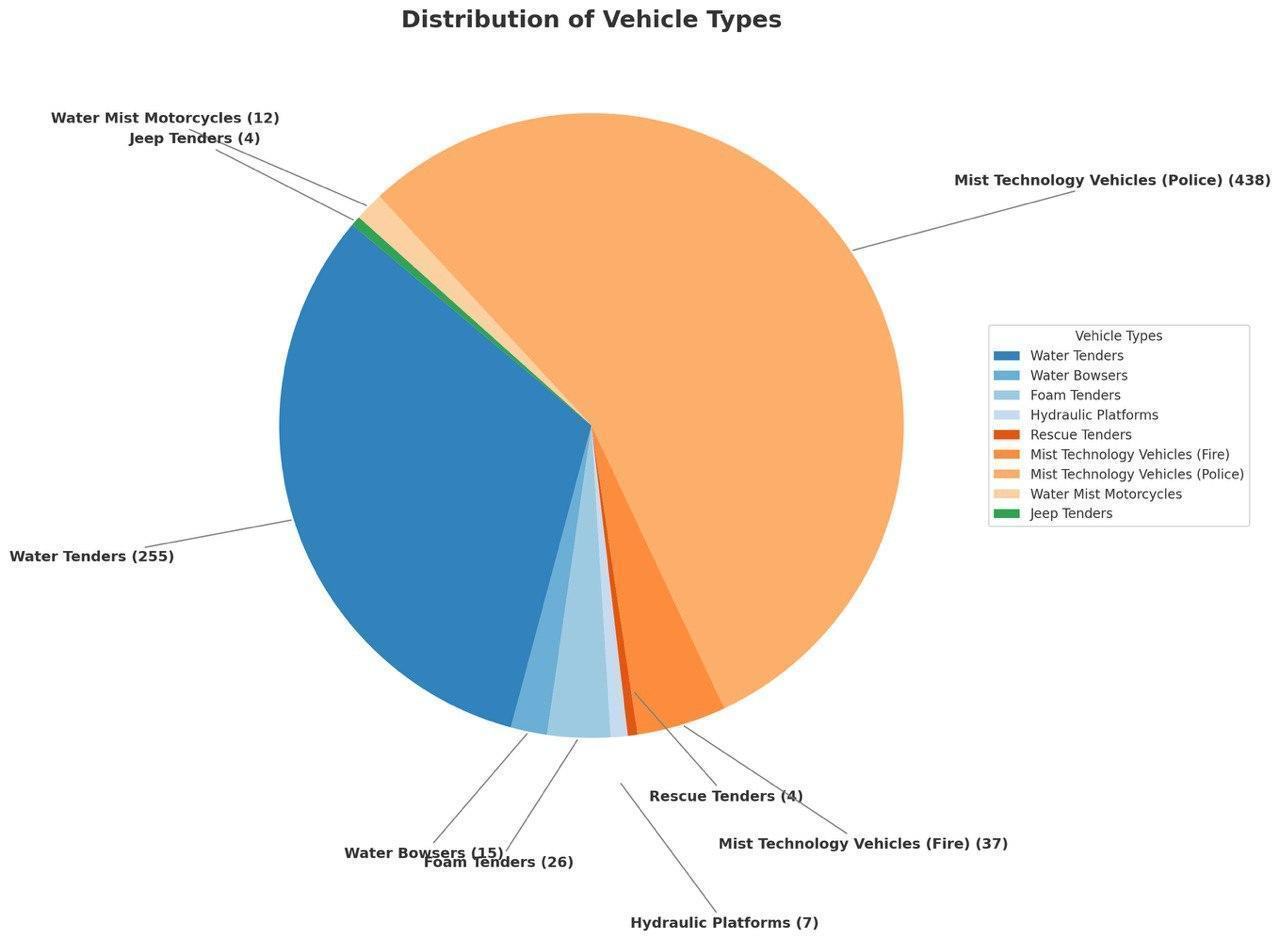 Distribution of Vehicle Types
Water Mist Motorcycles (12)
Jeep Tenders (4)
Mist Technology Vehicles (Police) (438)
Vehicle Types
Water Tenders
Water Bowsers
Foam Tenders
Hydraulic Platforms
Rescue Tenders
Mist Technology Vehicles (Fire)
Mist Technology Vehicles (Police)
Water Mist Motorcycles
Jeep Tenders
Water Tenders (255)
Rescue Tenders (4)
Mist Technology Vehicles (Fire) (37)
Water Bowsers (15)
Foam Tenders (26)
Hydraulic Platforms (7)